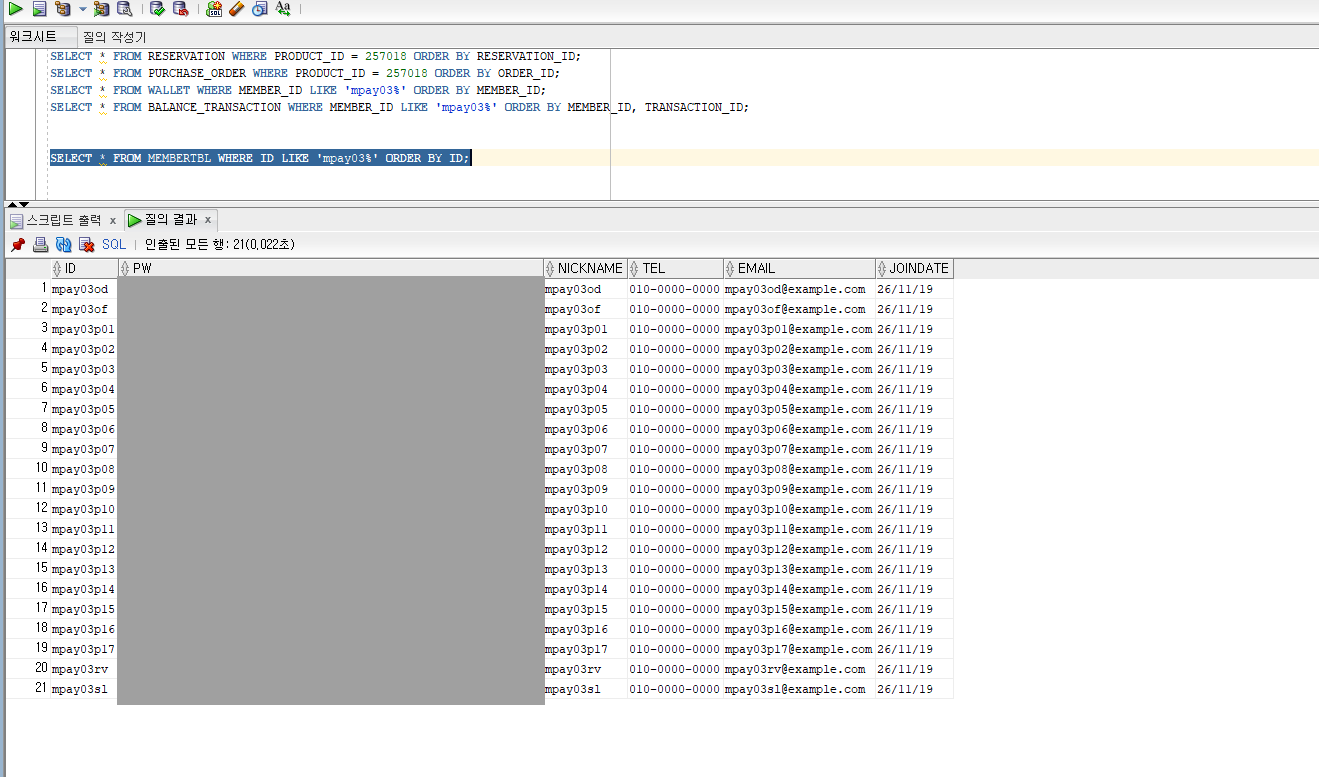 워크시트 질의 작성기
SELECT * FROM RESERVATION WHERE PRODUCT_ID = 257018 ORDER BY RESERVATION_ID;
SELECT * FROM PURCHASE_ORDER WHERE PRODUCT_ID = 257018 ORDER BY ORDER_ID;
SELECT * FROM WALLET WHERE MEMBER_ID LIKE 'mpay03%' ORDER BY MEMBER_ID;
SELECT * FROM BALANCE_TRANSACTION WHERE MEMBER_ID LIKE 'mpay03%' ORDER BY MEMBER_ID, TRANSACTION_ID;
SELECT * FROM MEMBERTBL WHERE ID LIKE 'mpay03%' ORDER BY ID;
스크립트 출력 x 질의 결과 x
SQL | 인출된 모든 행: 21(0,022초)
ID PW NICKNAME TEL EMAIL JOINDATE
1 mpay03od mpay03od 010-0000-0000 mpay03od@example.com 26/11/19
2 mpay03of mpay03of 010-0000-0000 mpay03of@example.com 26/11/19
3 mpay03p01 mpay03p01 010-0000-0000 mpay03p01@example.com 26/11/19
4 mpay03p02 mpay03p02 010-0000-0000 mpay03p02@example.com 26/11/19
5 mpay03p03 mpay03p03 010-0000-0000 mpay03p03@example.com 26/11/19
6 mpay03p04 mpay03p04 010-0000-0000 mpay03p04@example.com 26/11/19
7 mpay03p05 mpay03p05 010-0000-0000 mpay03p05@example.com 26/11/19
8 mpay03p06 mpay03p06 010-0000-0000 mpay03p06@example.com 26/11/19
9 mpay03p07 mpay03p07 010-0000-0000 mpay03p07@example.com 26/11/19
10 mpay03p08 mpay03p08 010-0000-0000 mpay03p08@example.com 26/11/19
11 mpay03p09 mpay03p09 010-0000-0000 mpay03p09@example.com 26/11/19
12 mpay03p10 mpay03p10 010-0000-0000 mpay03p10@example.com 26/11/19
13 mpay03p11 mpay03p11 010-0000-0000 mpay03p11@example.com 26/11/19
14 mpay03p12 mpay03p12 010-0000-0000 mpay03p12@example.com 26/11/19
15 mpay03p13 mpay03p13 010-0000-0000 mpay03p13@example.com 26/11/19
16 mpay03p14 mpay03p14 010-0000-0000 mpay03p14@example.com 26/11/19
17 mpay03p15 mpay03p15 010-0000-0000 mpay03p15@example.com 26/11/19
18 mpay03p16 mpay03p16 010-0000-0000 mpay03p16@example.com 26/11/19
19 mpay03p17 mpay03p17 010-0000-0000 mpay03p17@example.com 26/11/19
20 mpay03rv mpay03rv 010-0000-0000 mpay03rv@example.com 26/11/19
21 mpay03sl mpay03sl 010-0000-0000 mpay03sl@example.com 26/11/19